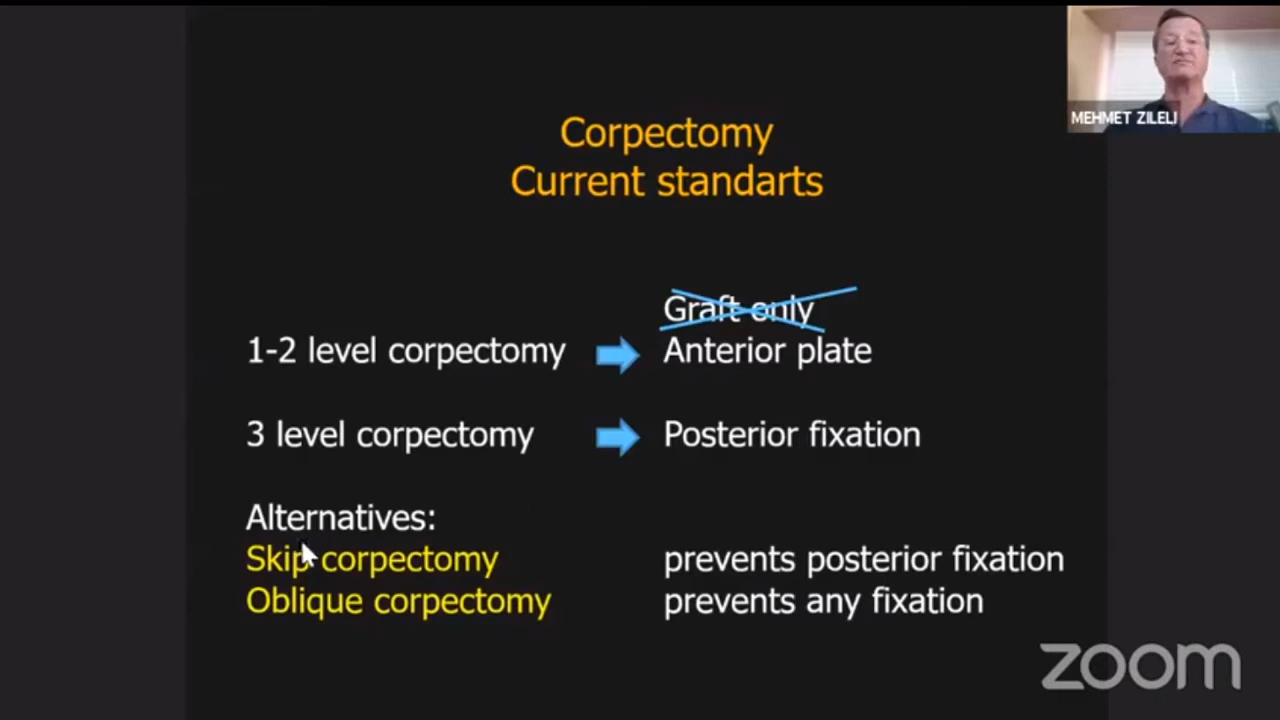 MEHMET ZILELI
Corpectomy
Current standarts
Graft only
1-2 level corpectomy Anterior plate
3 level corpectomy Posterior fixation
Alternatives:
Skip corpectomy prevents posterior fixation
Oblique corpectomy prevents any fixation
zoom